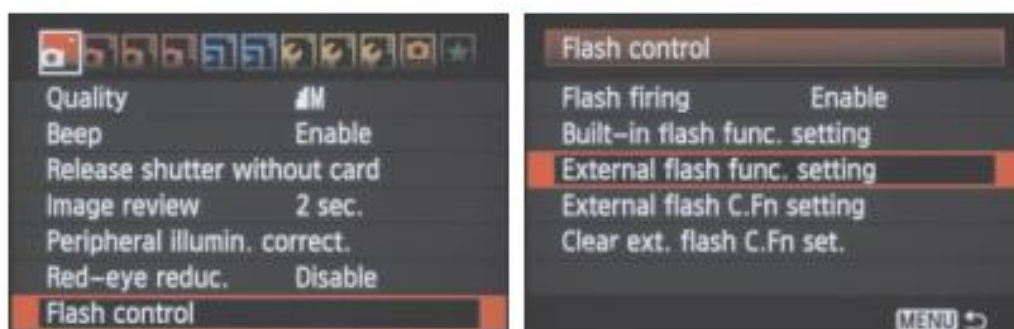 Quality M
Beep Enable
Release shutter without card
Image review 2 sec.
Peripheral illumin. correct.
Red-eye reduc. Disable
Flash control
Flash control
Flash firing Enable
Built-in flash func. setting
External flash func. setting
External flash C.Fn setting
Clear ext. flash C.Fn set.
MENU